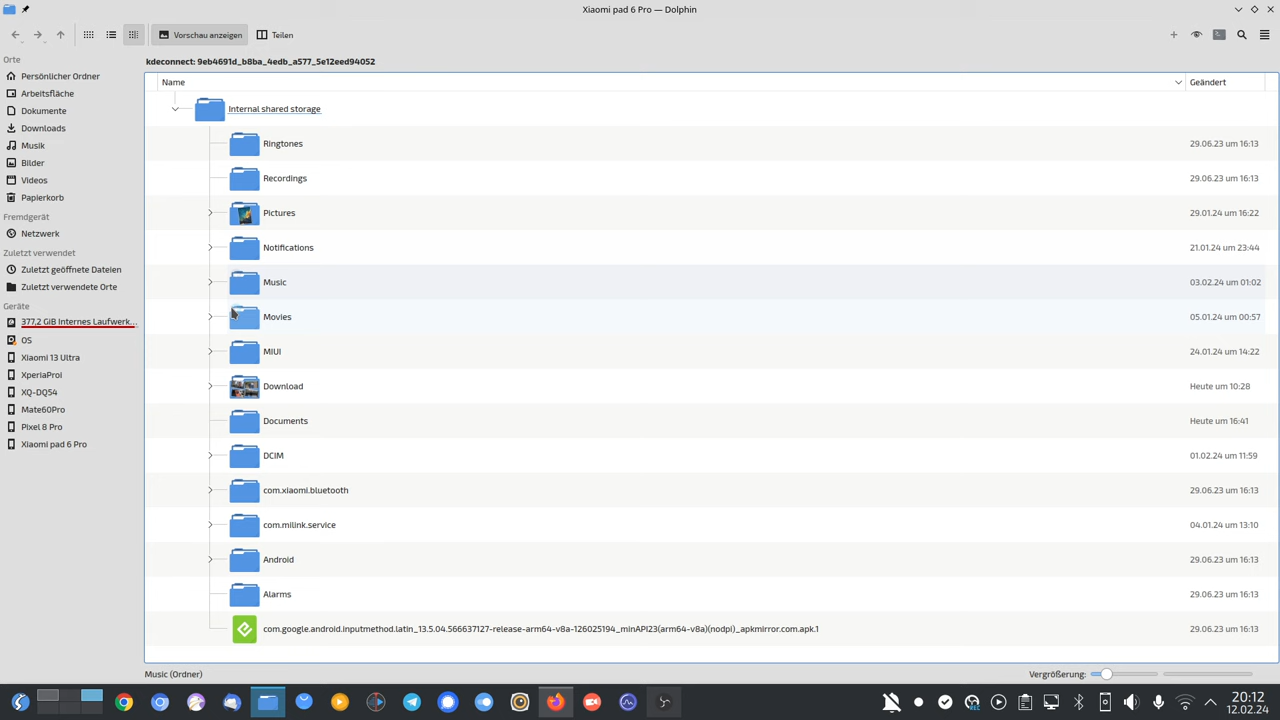 Xiaomi pad 6 Pro — Dolphin
Vorschau anzeigen
Teilen
Orte
Persönlicher Ordner
Arbeitsfläche
Dokumente
Downloads
Musik
Bilder
Videos
Papierkorb
Fremdgerät
Netzwerk
Zuletzt verwendet
Zuletzt geöffnete Dateien
Zuletzt verwendete Orte
Geräte
377,2 GiB Internes Laufwerk...
OS
Xiaomi 13 Ultra
XperiaProI
XQ-DQ54
Mate60Pro
Pixel 8 Pro
Xiaomi pad 6 Pro
kdeconnect: 9eb4691d_b8ba_4edb_a577_5e12eed94052
Name Geändert
Internal shared storage
Ringtones 29.06.23 um 16:13
Recordings 29.06.23 um 16:13
Pictures 29.01.24 um 16:22
Notifications 21.01.24 um 23:44
Music 03.02.24 um 01:02
Movies 05.01.24 um 00:57
MIUI 24.01.24 um 14:22
Download Heute um 10:28
Documents Heute um 16:41
DCIM 01.02.24 um 11:59
com.xiaomi.bluetooth 29.06.23 um 16:13
com.milink.service 04.01.24 um 13:10
Android 29.06.23 um 16:13
Alarms 29.06.23 um 16:13
com.google.android.inputmethod.latin_13.5.04.566637127-release-arm64-v8a-126025194_minAPI23(arm64-v8a)(nodpi)_apkmirror.com.apk.1 29.06.23 um 16:13
Music (Ordner) Vergrößerung:
20:12
12.02.24